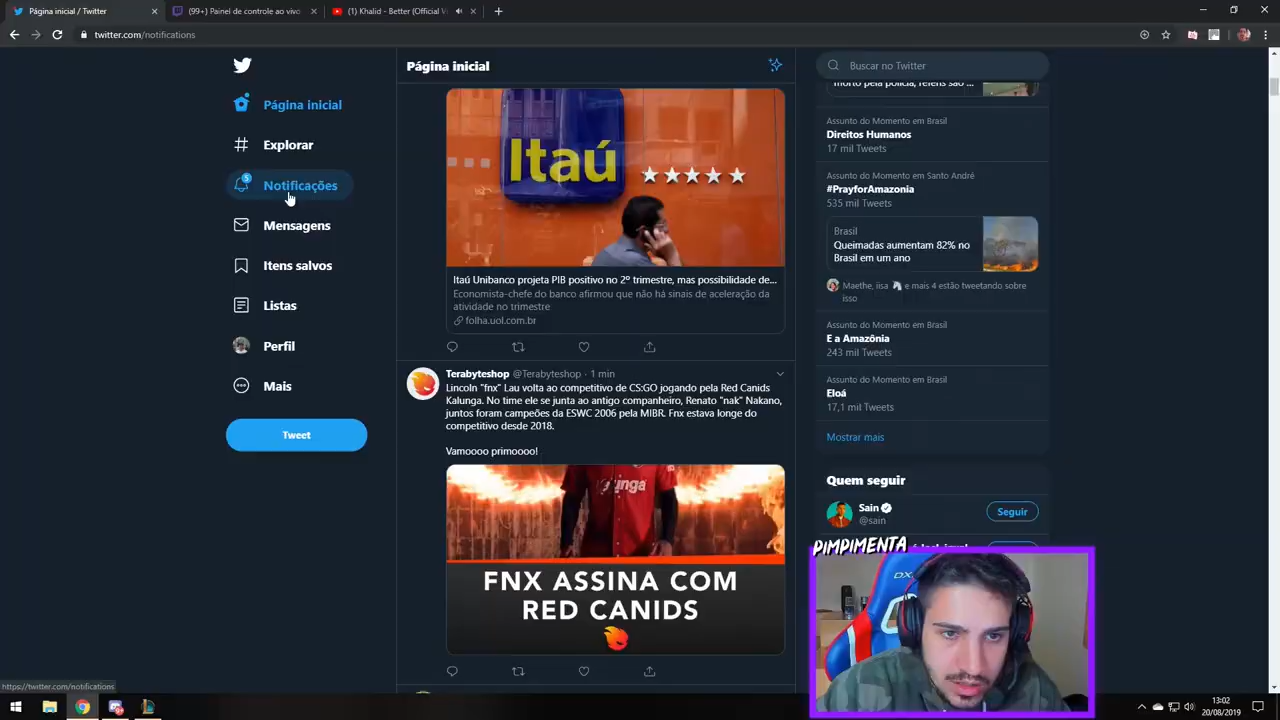 Página inicial / Twitter
(99+) Painel de controle ao vivo
(1) Khalid - Better (Official V
twitter.com/notifications
Página inicial
Explorar
5
Notificações
Mensagens
Itens salvos
Listas
Perfil
Mais
Tweet
Página inicial
Itaú
Itaú Unibanco projeta PIB positivo no 2º trimestre, mas possibilidade de...
Economista-chefe do banco afirmou que não há sinais de aceleração da
atividade no trimestre
folha.uol.com.br
Terabyteshop @Terabyteshop · 1 min
Lincoln "fnx" Lau volta ao competitivo de CS:GO jogando pela Red Canids
Kalunga. No time ele se junta ao antigo companheiro, Renato "nak" Nakano,
juntos foram campeões da ESWC 2006 pela MIBR. Fnx estava longe do
competitivo desde 2018.
Vamoooo primoooo!
unga
FNX ASSINA COM
RED CANIDS
Buscar no Twitter
morto pela polícia, reféns são ...
Assunto do Momento em Brasil
Direitos Humanos
17 mil Tweets
Assunto do Momento em Santo André
#PrayforAmazonia
535 mil Tweets
Brasil
Queimadas aumentam 82% no
Brasil em um ano
Maethe, iisa e mais 4 estão tweetando sobre
isso
Assunto do Momento em Brasil
E a Amazônia
243 mil Tweets
Assunto do Momento em Brasil
Eloá
17,1 mil Tweets
Mostrar mais
Quem seguir
Sain
@sain
Seguir
PIMPIMENTA
DX
https://twitter.com/notifications
13:02
20/08/2019